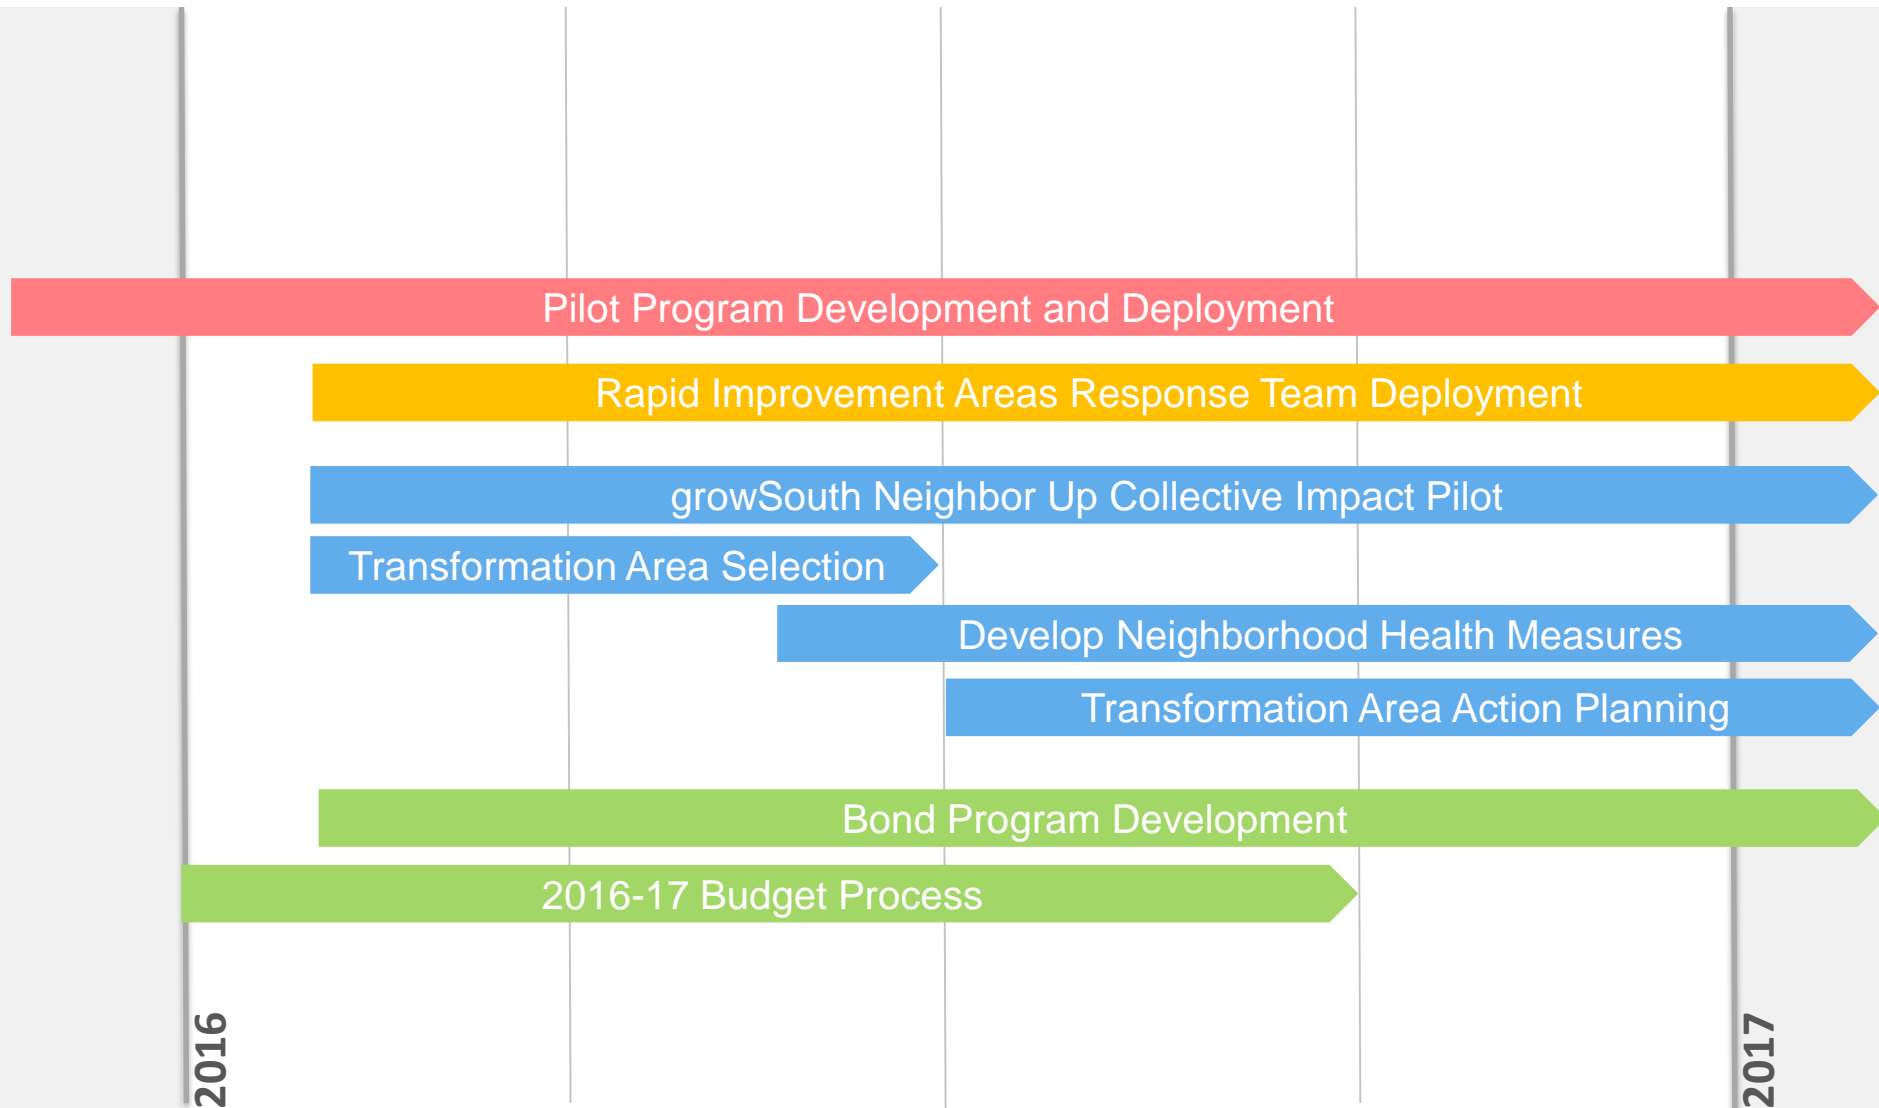 Pilot Program Development and Deployment
Rapid Improvement Areas Response Team Deployment
growSouth Neighbor Up Collective Impact Pilot
Transformation Area Selection
Develop Neighborhood Health Measures
Transformation Area Action Planning
Bond Program Development
2016-17 Budget Process
2016
2017